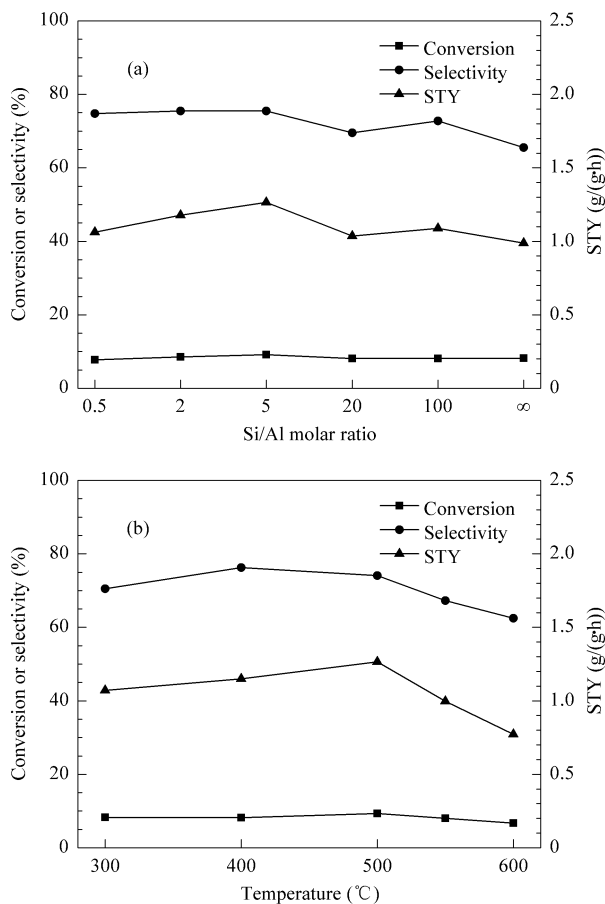 100
80
60
40
20
0
Conversion or selectivity (%)
(a)
Conversion
Selectivity
STY
2.5
2.0
1.5
1.0
0.5
0
STY (g/(g·h))
0.5 2 5 20 100 ∞
Si/Al molar ratio
100
80
60
40
20
0
Conversion or selectivity (%)
(b)
Conversion
Selectivity
STY
2.5
2.0
1.5
1.0
0.5
0
STY (g/(g·h))
300 400 500 600
Temperature (℃)